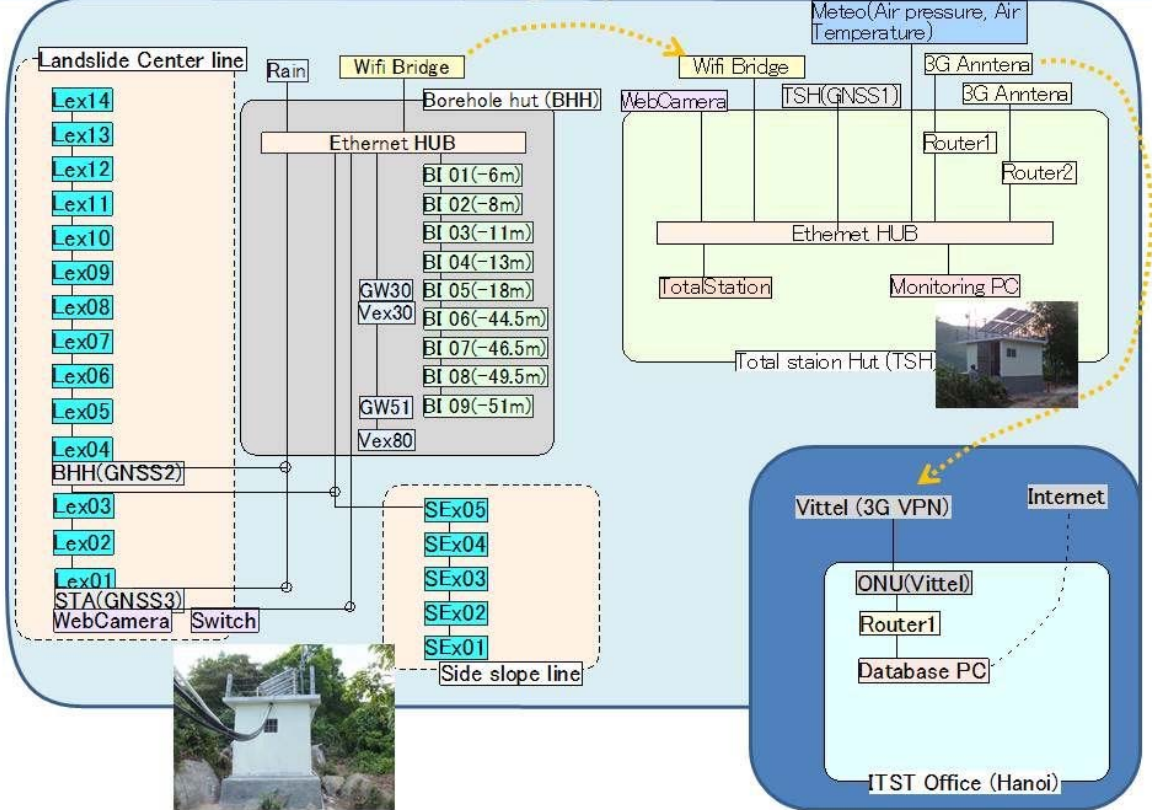 Landslide Center line
Lex14
Lex13
Lex12
Lex11
Lex10
Lex09
Lex08
Lex07
Lex06
Lex05
Lex04
BHH(GNSS2)
Lex03
Lex02
Lex01
STA(GNSS3)
WebCamera
Switch
Rain
Wifi Bridge
Borehole hut (BHH)
Ethernet HUB
BI 01(-6m)
BI 02(-8m)
BI 03(-11m)
BI 04(-13m)
BI 05(-18m)
BI 06(-44.5m)
BI 07(-46.5m)
BI 08(-49.5m)
BI 09(-51m)
GW30
Vex30
GW51
Vex80
SEx05
SEx04
SEx03
SEx02
SEx01
Side slope line
Meteo(Air pressure, Air
Temperature)
Wifi Bridge
3G Anntena
3G Anntena
WebCamera
TSH(GNSS1)
Router1
Router2
Ethernet HUB
TotalStation
Monitoring PC
Total staion Hut (TSH)
Vittel (3G VPN)
Internet
ONU(Vittel)
Router1
Database PC
ITST Office (Hanoi)